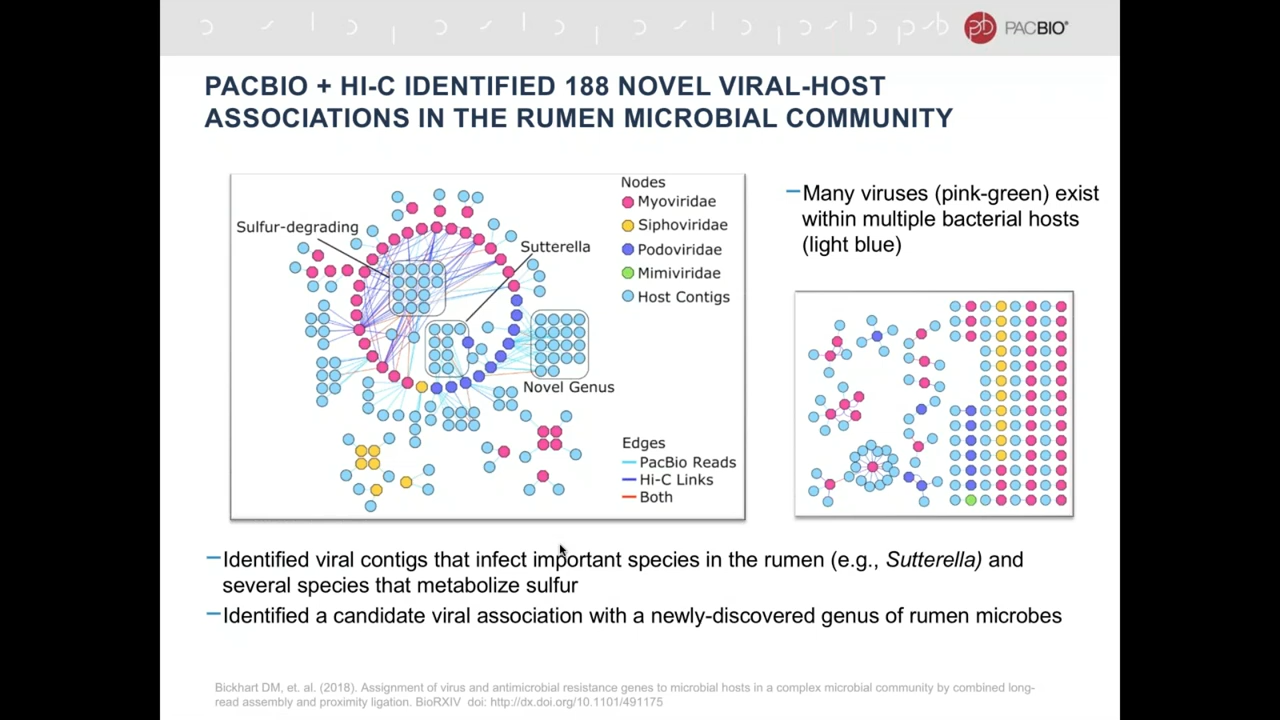 PACBIO®
PACBIO + HI-C IDENTIFIED 188 NOVEL VIRAL-HOST
ASSOCIATIONS IN THE RUMEN MICROBIAL COMMUNITY
Sulfur-degrading
Sutterella
Novel Genus
Nodes
Myoviridae
Siphoviridae
Podoviridae
Mimiviridae
Host Contigs
Edges
PacBio Reads
Hi-C Links
Both
—Many viruses (pink-green) exist
within multiple bacterial hosts
(light blue)
—Identified viral contigs that infect important species in the rumen (e.g., Sutterella) and
several species that metabolize sulfur
—Identified a candidate viral association with a newly-discovered genus of rumen microbes
Bickhart DM, et. al. (2018). Assignment of virus and antimicrobial resistance genes to microbial hosts in a complex microbial community by combined long-
read assembly and proximity ligation. BioRXIV doi: http://dx.doi.org/10.1101/491175